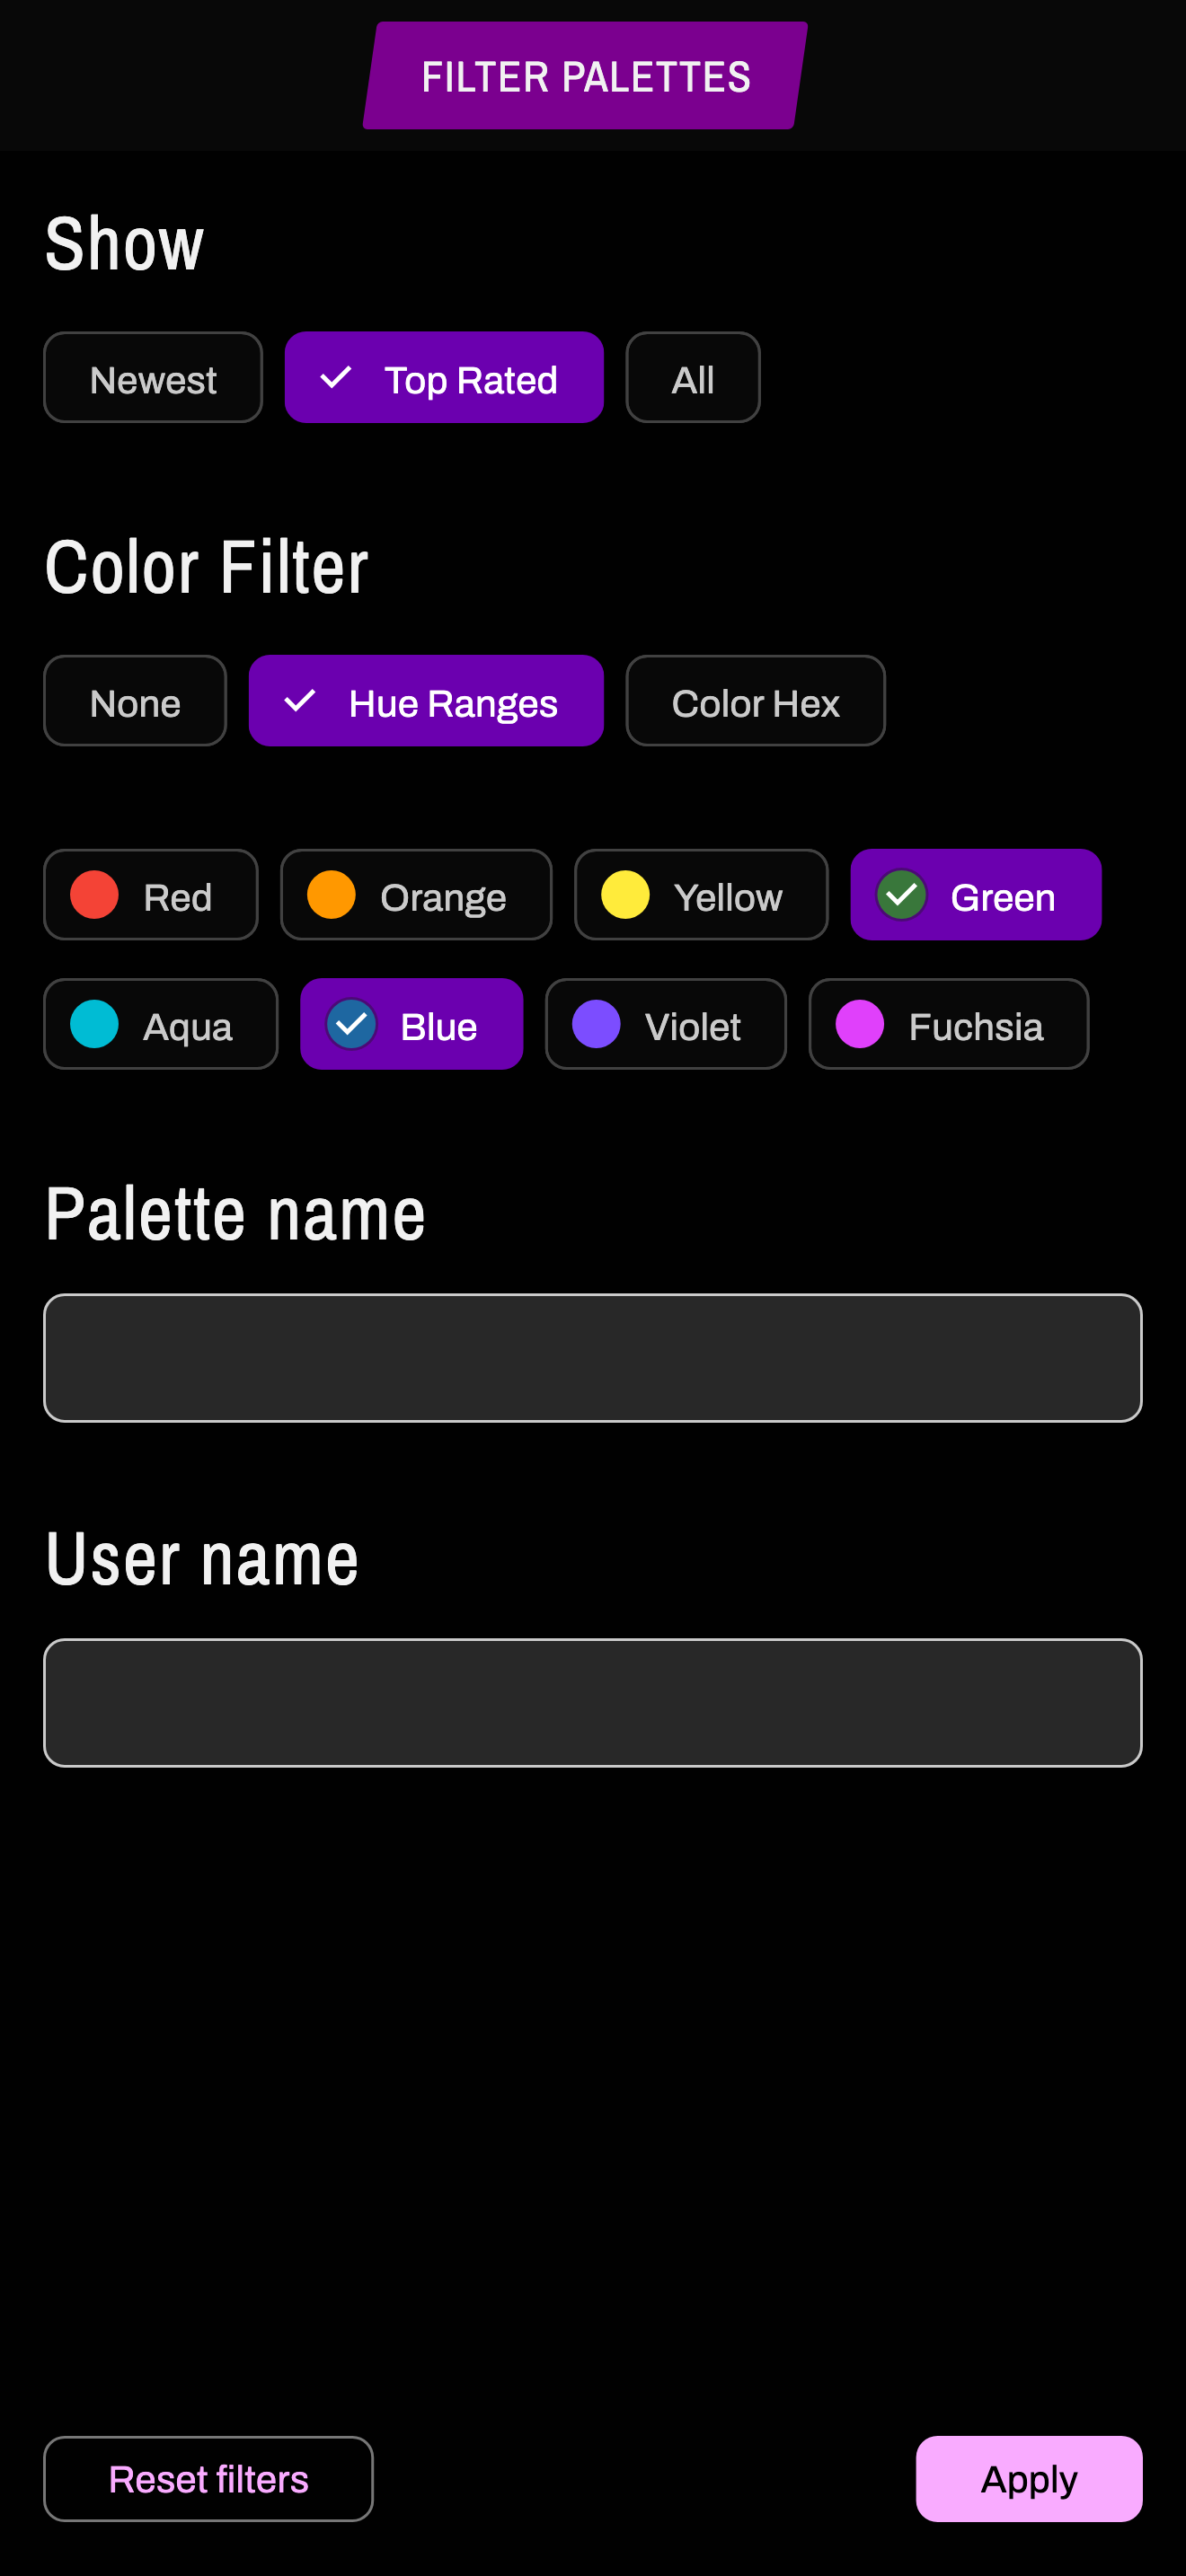 FILTER PALETTES
Show
Newest Top Rated All
Color Filter
None Hue Ranges Color Hex
Red Orange Yellow Green
Aqua Blue Violet Fuchsia
Palette name
User name
Reset filters Apply